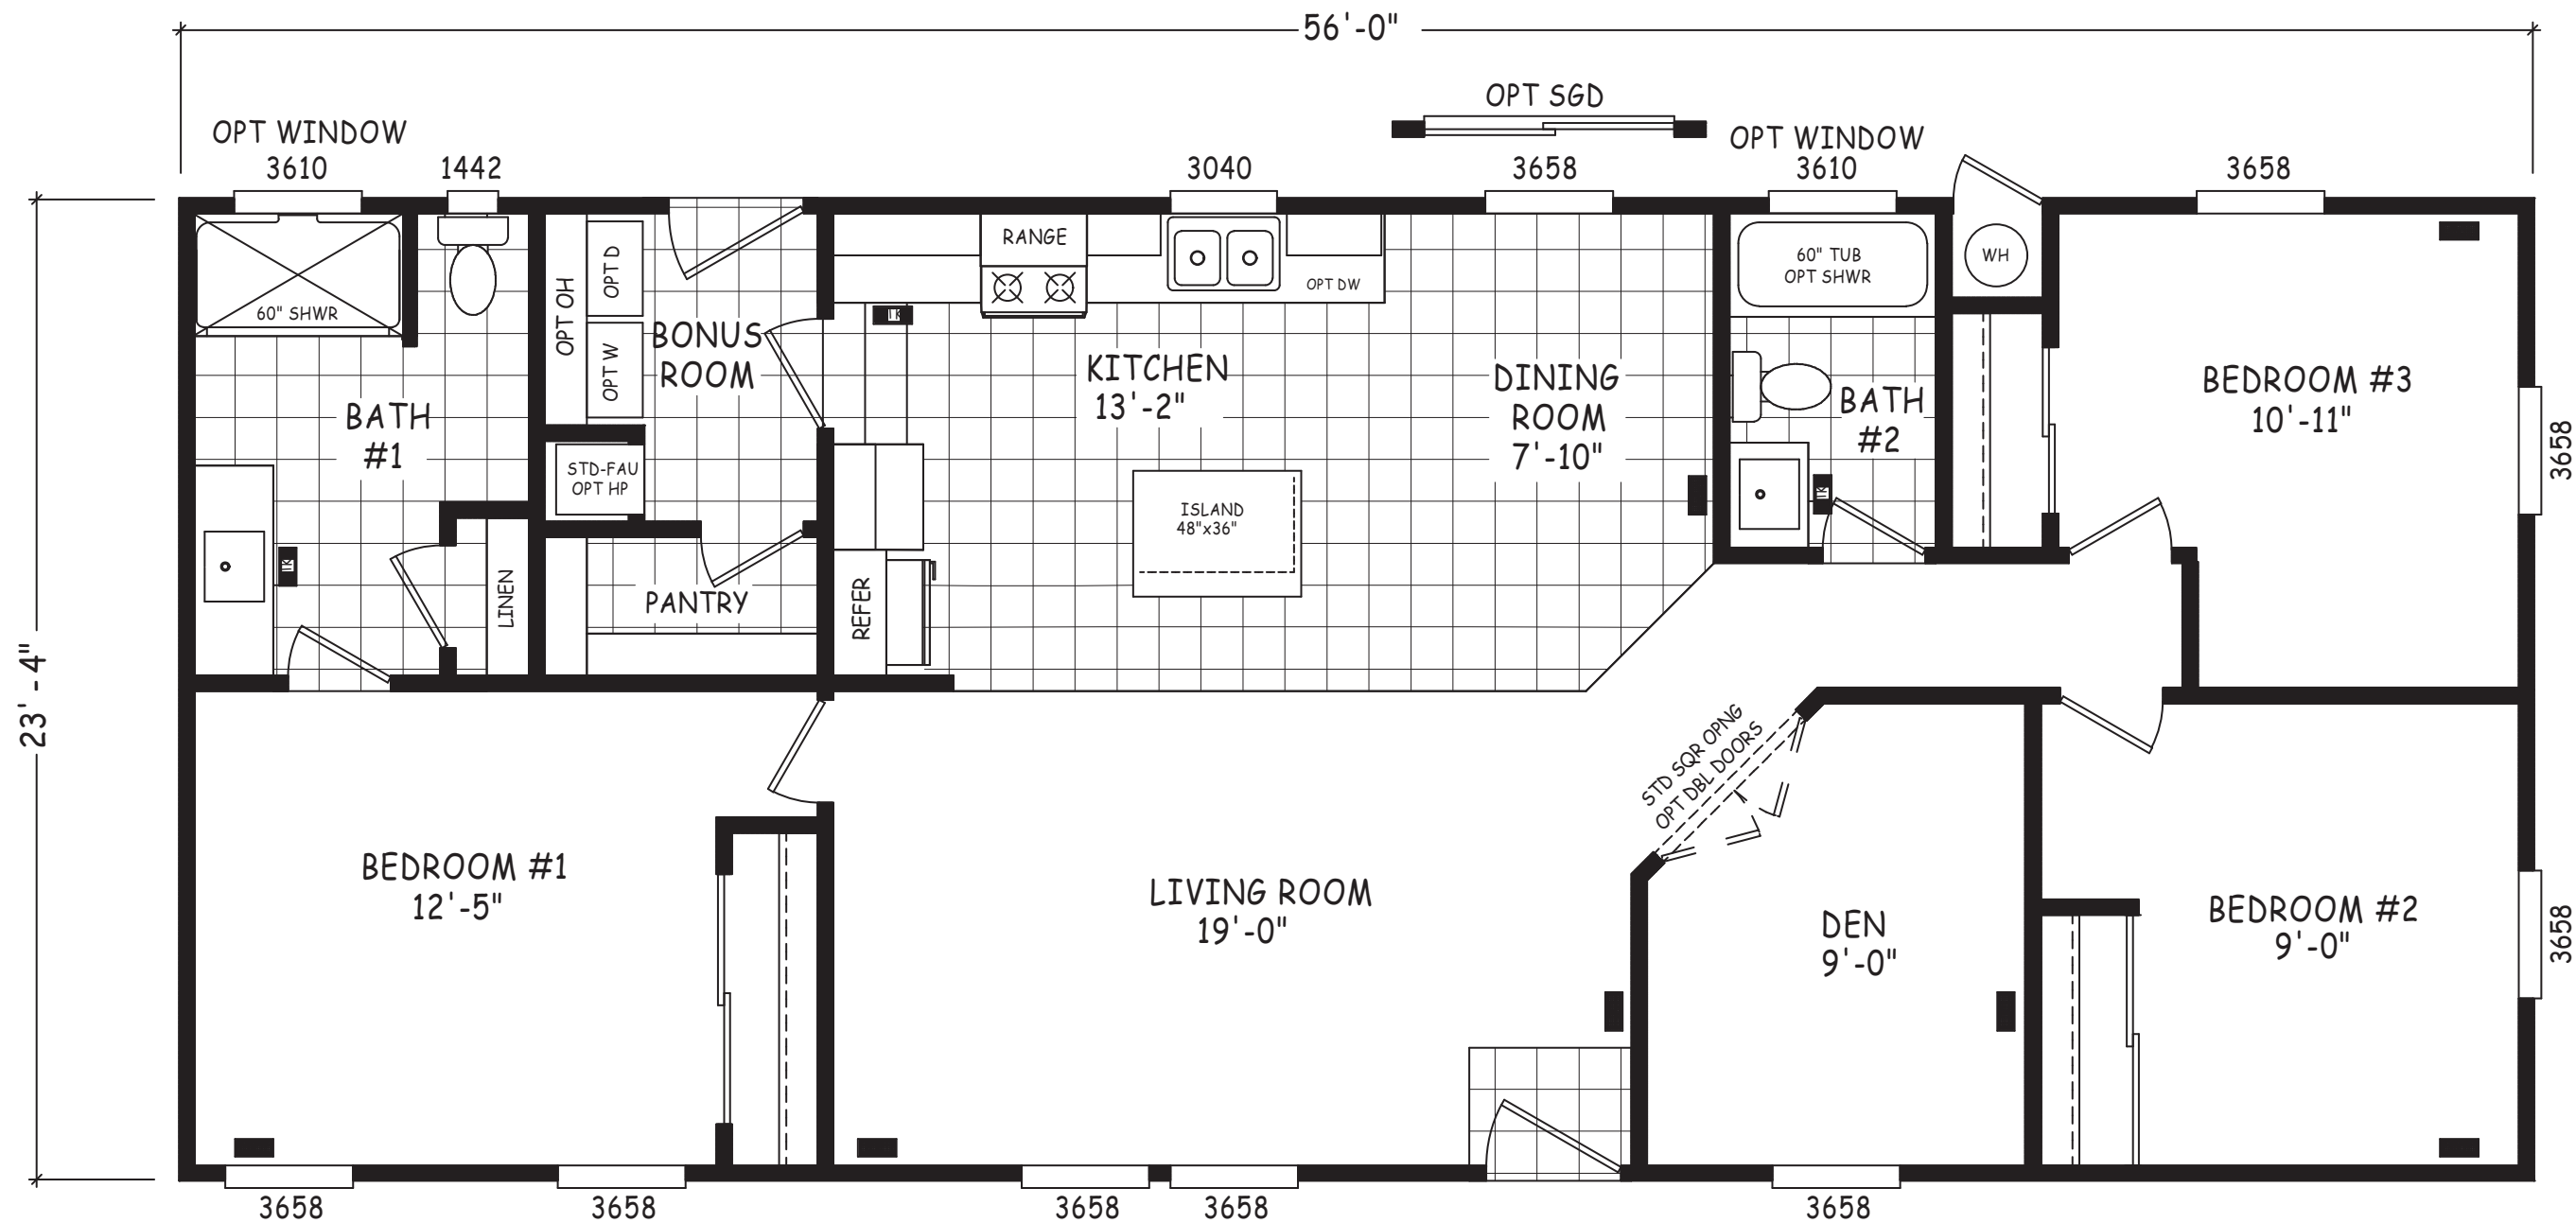 56'-0"
OPT SGD
OPT WINDOW
3610
1442
3040
3658
OPT WINDOW
3610
3658
60" SHWR
OPT OH
OPT D
OPT W
BONUS
ROOM
RANGE
OPT DW
60" TUB
OPT SHWR
WH
TK
KITCHEN
13'-2"
DINING
ROOM
7'-10"
BATH
#2
BEDROOM #3
10'-11"
3658
BATH
#1
STD-FAU
OPT HP
ISLAND
48"x36"
TK
TK
LINEN
PANTRY
REFER
23'-4"
STD SQR OPNG
OPT DBL DOORS
BEDROOM #1
12'-5"
LIVING ROOM
19'-0"
DEN
9'-0"
BEDROOM #2
9'-0"
3658
3658
3658
3658
3658
3658